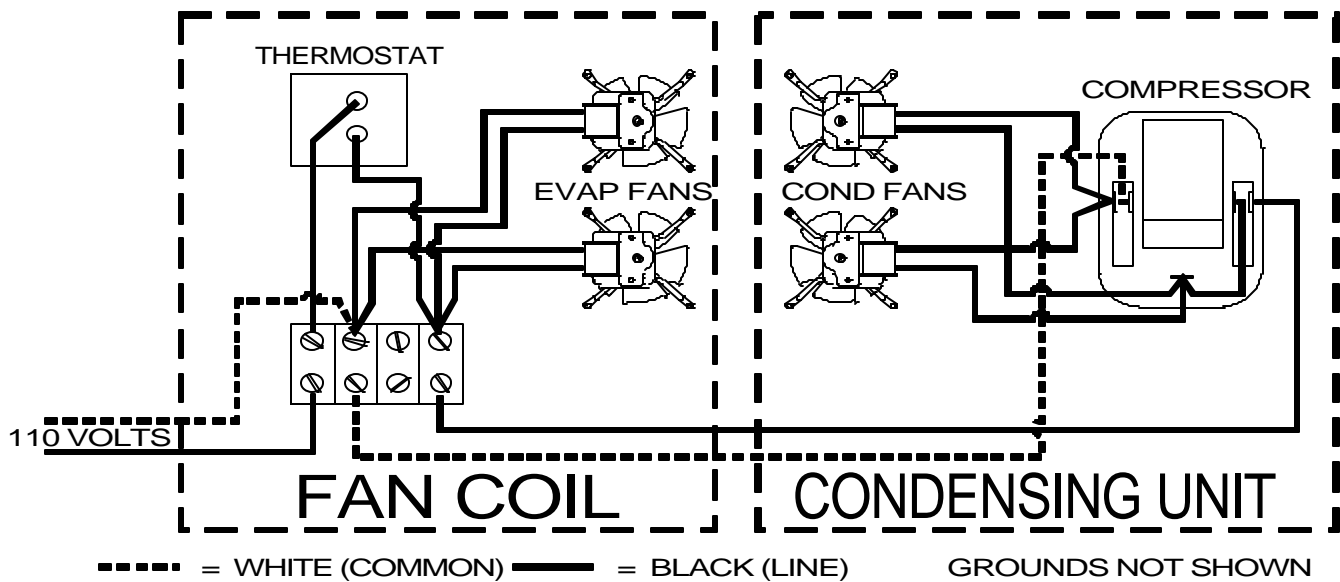 THERMOSTAT
COMPRESSOR
EVAP FANS
COND FANS
110 VOLTS
FAN COIL
CONDENSING UNIT
= WHITE (COMMON)
= BLACK (LINE)
GROUNDS NOT SHOWN